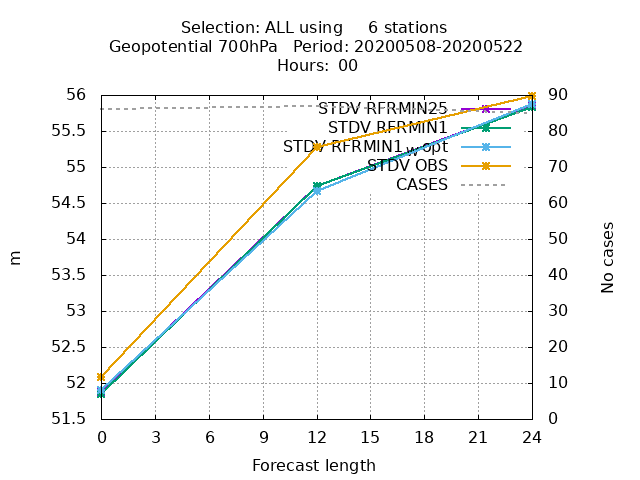 Selection: ALL using     6 stations
Geopotential 700hPa   Period: 20200508-20200522
Hours:  00
56
55.5
55
54.5
54
53.5
53
52.5
52
51.5
m
90
80
70
60
50
40
30
20
10
0
No cases
STDV RFRMIN25
STDV RFRMIN1
STDV RFRMIN1wopt
STDV OBS
CASES
0 3 6 9 12 15 18 21 24
Forecast length